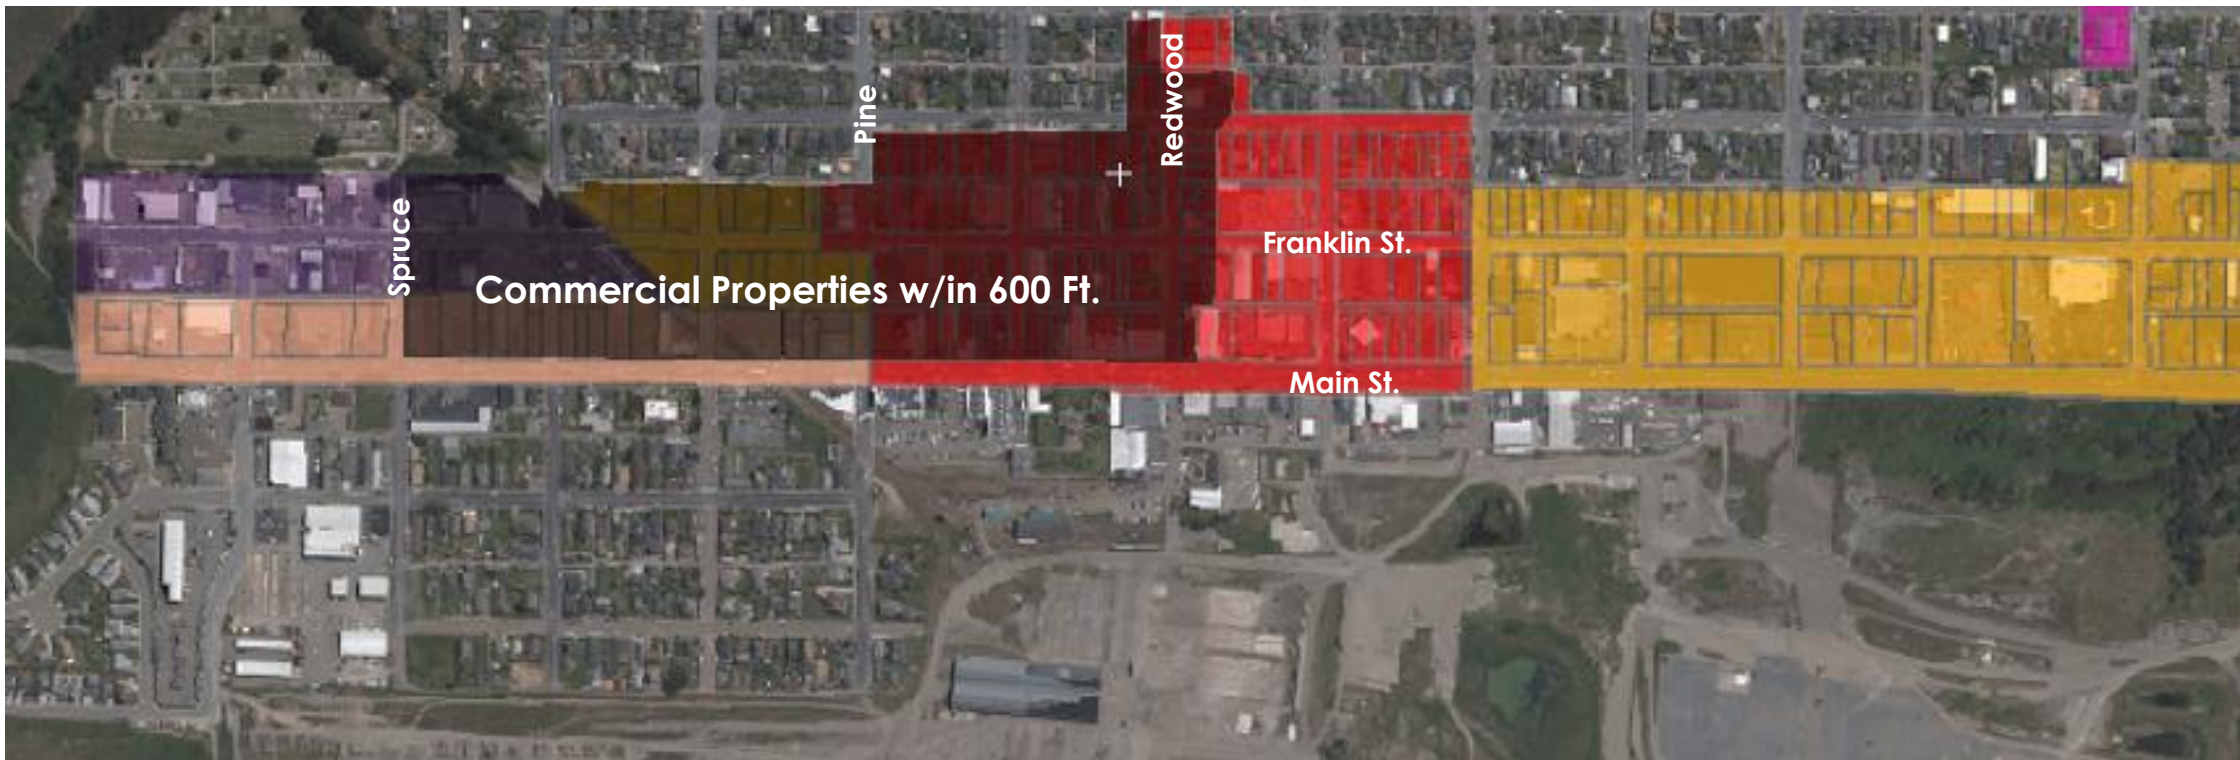 Redwood
Pine
Spruce
Franklin St.
Commercial Properties w/in 600 Ft.
Main St.